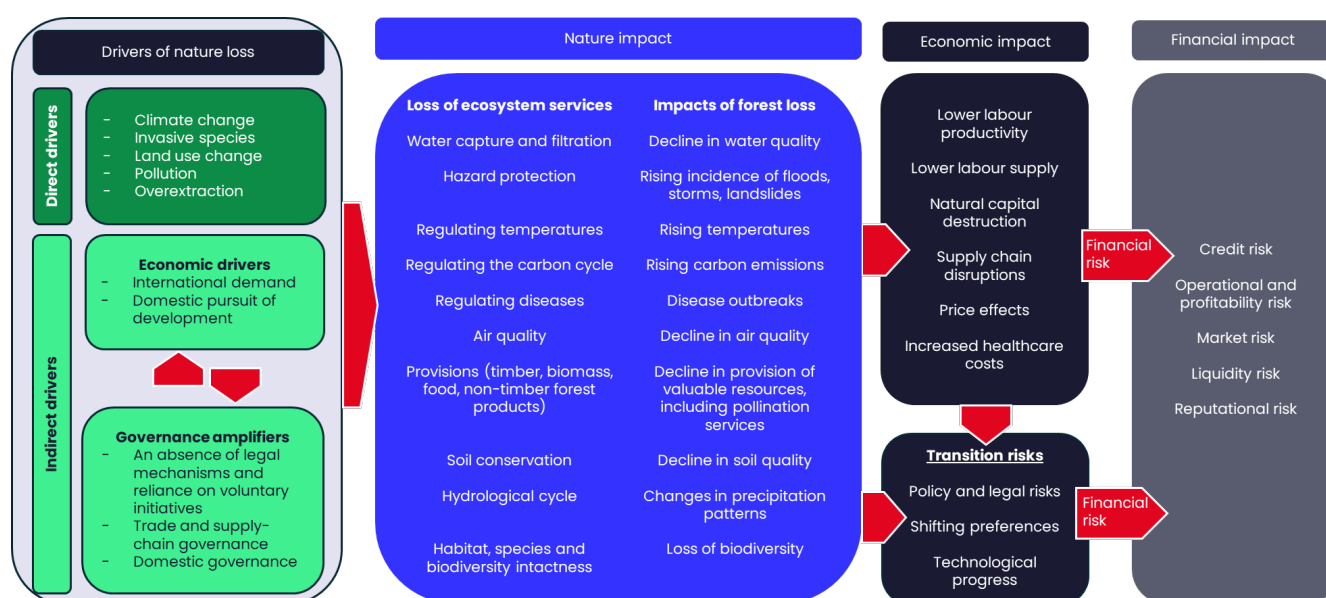 Drivers of nature loss
Direct drivers
- Climate change
- Invasive species
- Land use change
- Pollution
- Overextraction
Indirect drivers
Economic drivers
- International demand
- Domestic pursuit of
development
Governance amplifiers
- An absence of legal
mechanisms and
reliance on voluntary
initiatives
- Trade and supply-
chain governance
- Domestic governance
Nature impact
Loss of ecosystem services
Water capture and filtration
Hazard protection
Regulating temperatures
Regulating the carbon cycle
Regulating diseases
Air quality
Provisions (timber, biomass,
food, non-timber forest
products)
Soil conservation
Hydrological cycle
Habitat, species and
biodiversity intactness
Impacts of forest loss
Decline in water quality
Rising incidence of floods,
storms, landslides
Rising temperatures
Rising carbon emissions
Disease outbreaks
Decline in air quality
Decline in provision of
valuable resources,
including pollination
services
Decline in soil quality
Changes in precipitation
patterns
Loss of biodiversity
Economic impact
Lower labour
productivity
Lower labour supply
Natural capital
destruction
Supply chain
disruptions
Price effects
Increased healthcare
costs
Transition risks
Policy and legal risks
Shifting preferences
Technological
progress
Financial
risk
Financial
risk
Financial impact
Credit risk
Operational and
profitability risk
Market risk
Liquidity risk
Reputational risk